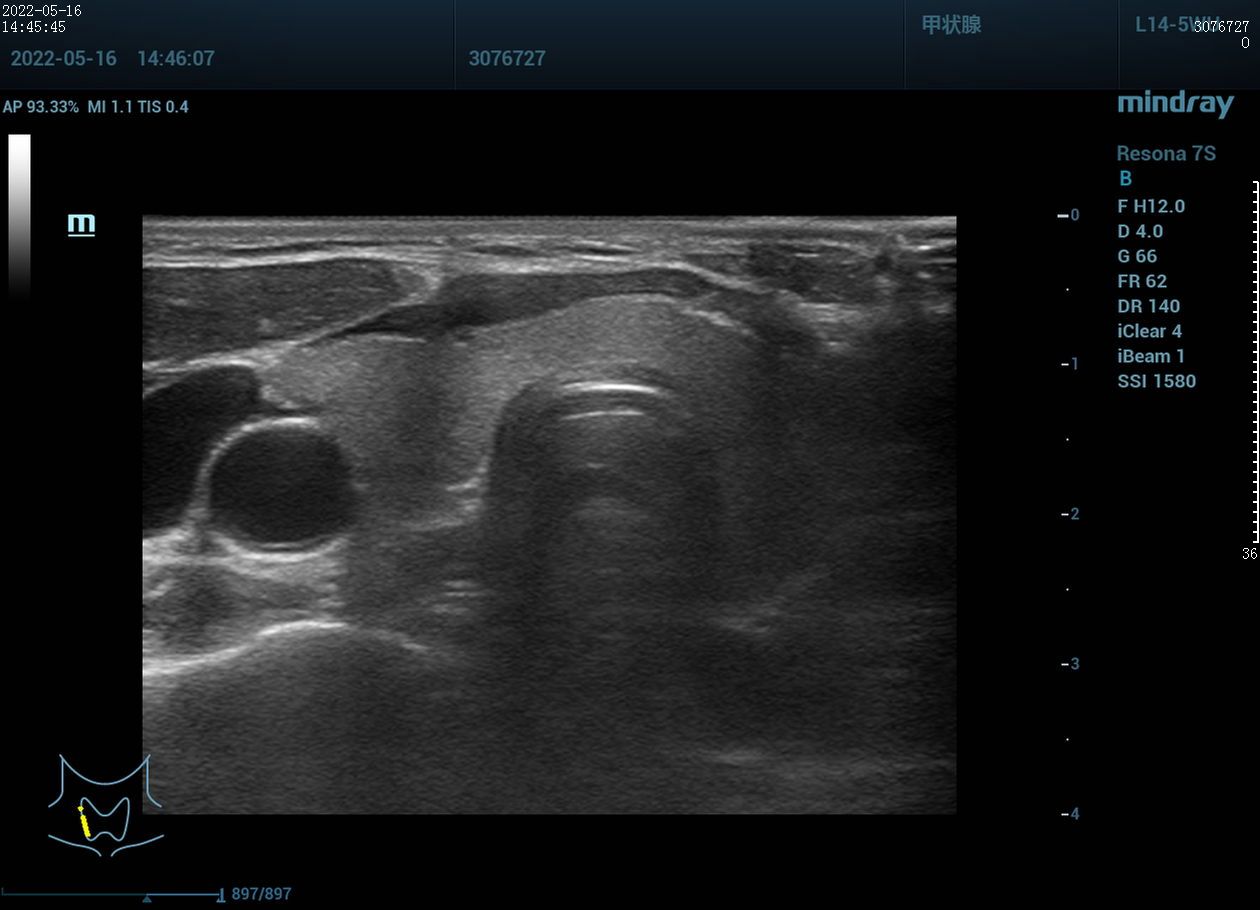 2022-05-16
14:45:45
2022-05-16 14:46:07
3076727
甲状腺
L14-5WU
3076727
0
AP 93.33% MI 1.1 TIS 0.4
mindray
Resona 7S
B
F H12.0
D 4.0
G 66
FR 62
DR 140
iClear 4
iBeam 1
SSI 1580
m
0
1
2
3
4
36
897/897